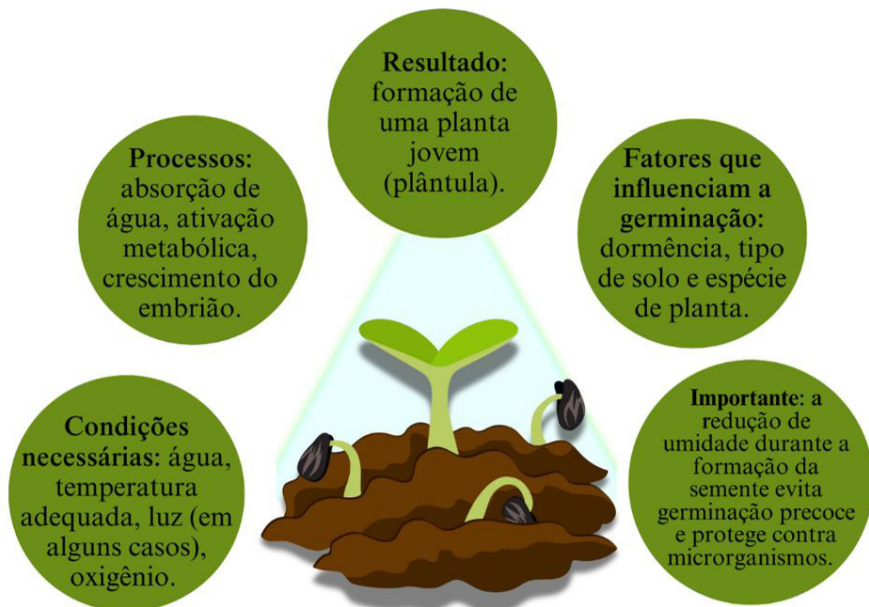 Condições
necessárias: água,
temperatura
adequada, luz (em
alguns casos),
oxigênio.
Processos:
absorção de
água, ativação
metabólica,
crescimento do
embrião.
Resultado:
formação de
uma planta
jovem
(plântula).
Fatores que
influenciam a
germinação:
dormência, tipo
de solo e espécie
de planta.
Importante: a
redução de
umidade durante a
formação da
semente evita
germinação precoce
e protege contra
microrganismos.